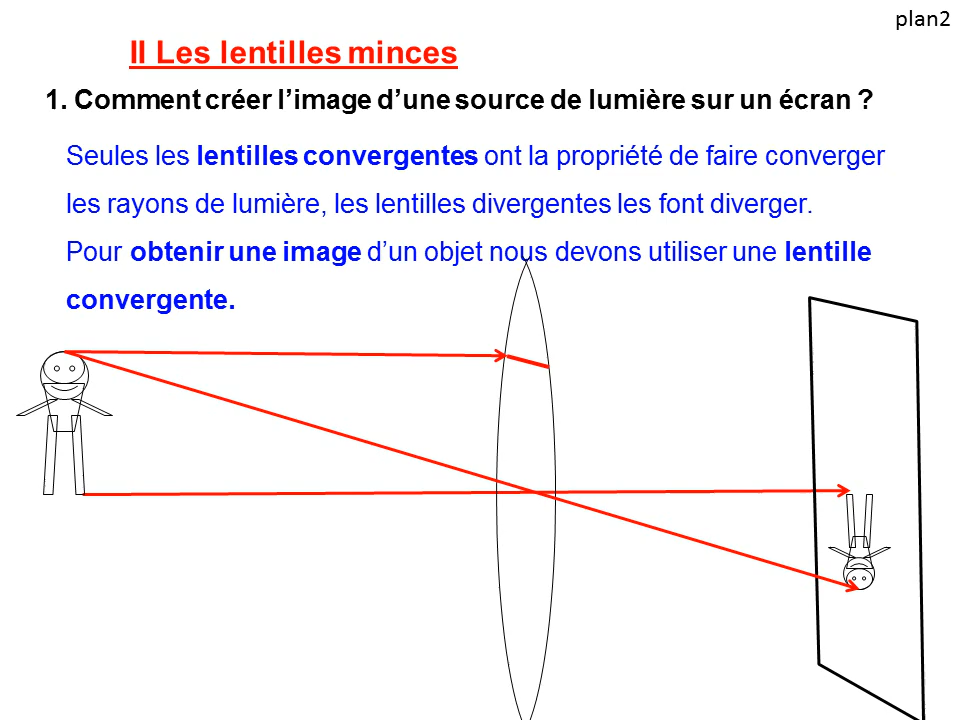 plan2
II Les lentilles minces
1. Comment créer l’image d’une source de lumière sur un écran ?
Seules les lentilles convergentes ont la propriété de faire converger
les rayons de lumière, les lentilles divergentes les font diverger.
Pour obtenir une image d’un objet nous devons utiliser une lentille
convergente.